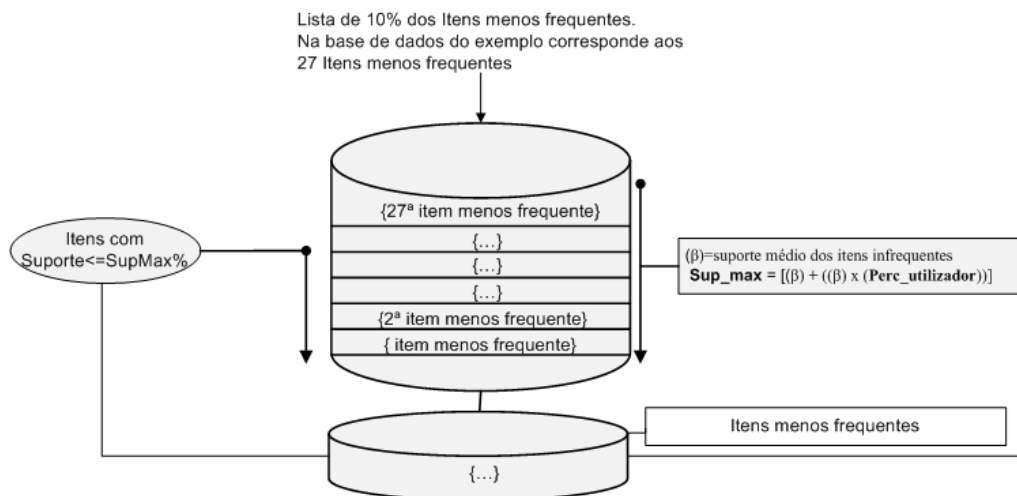 Lista de 10% dos Itens menos frequentes.
Na base de dados do exemplo corresponde aos
27 Itens menos frequentes
{27ª item menos frequente}
{...}
{...}
{...}
{2ª item menos frequente}
{ item menos frequente}
Itens com
Suporte<=SupMax%
(β)=suporte médio dos itens infrequentes
Sup_max = [(β) + ((β) x (Perc_utilizador))]
Itens menos frequentes
{...}